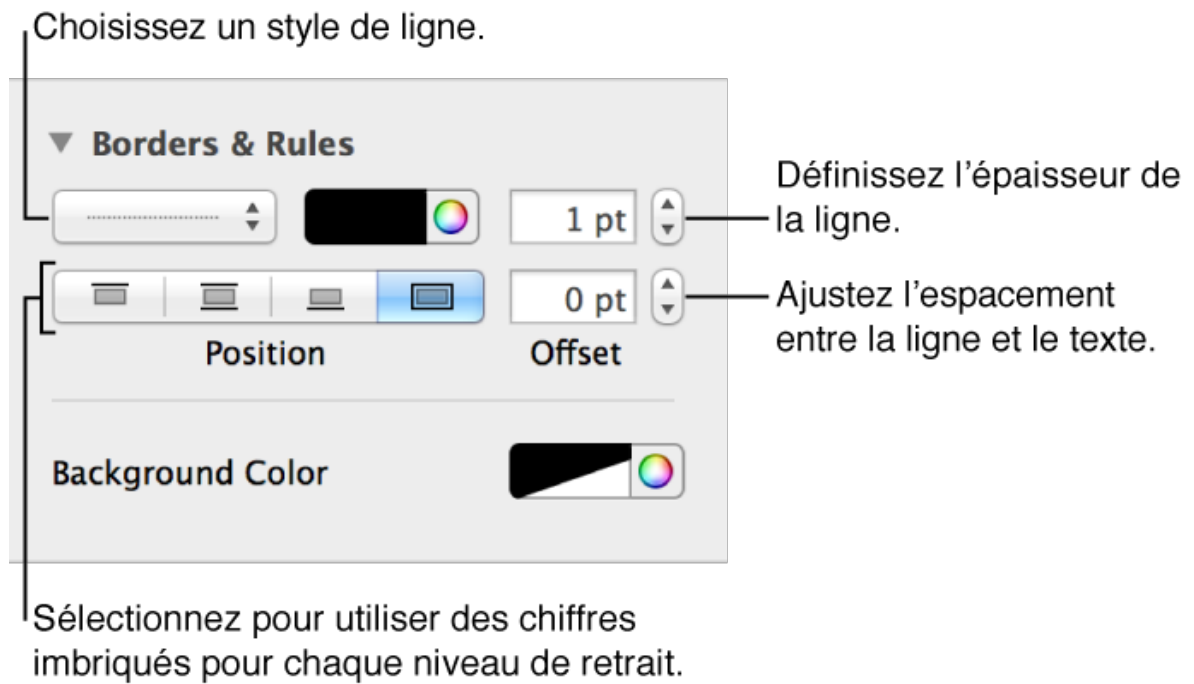 Choisissez un style de ligne.
Borders & Rules
1 pt
Définissez l'épaisseur de
la ligne.
0 pt
Ajustez l'espacement
entre la ligne et le texte.
Position
Offset
Background Color
Sélectionnez pour utiliser des chiffres
imbriqués pour chaque niveau de retrait.